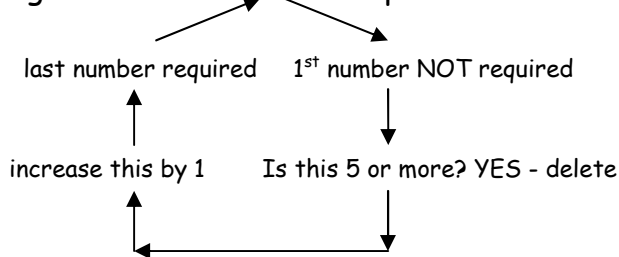 last number required 1st number NOT required
increase this by 1 Is this 5 or more? YES - delete